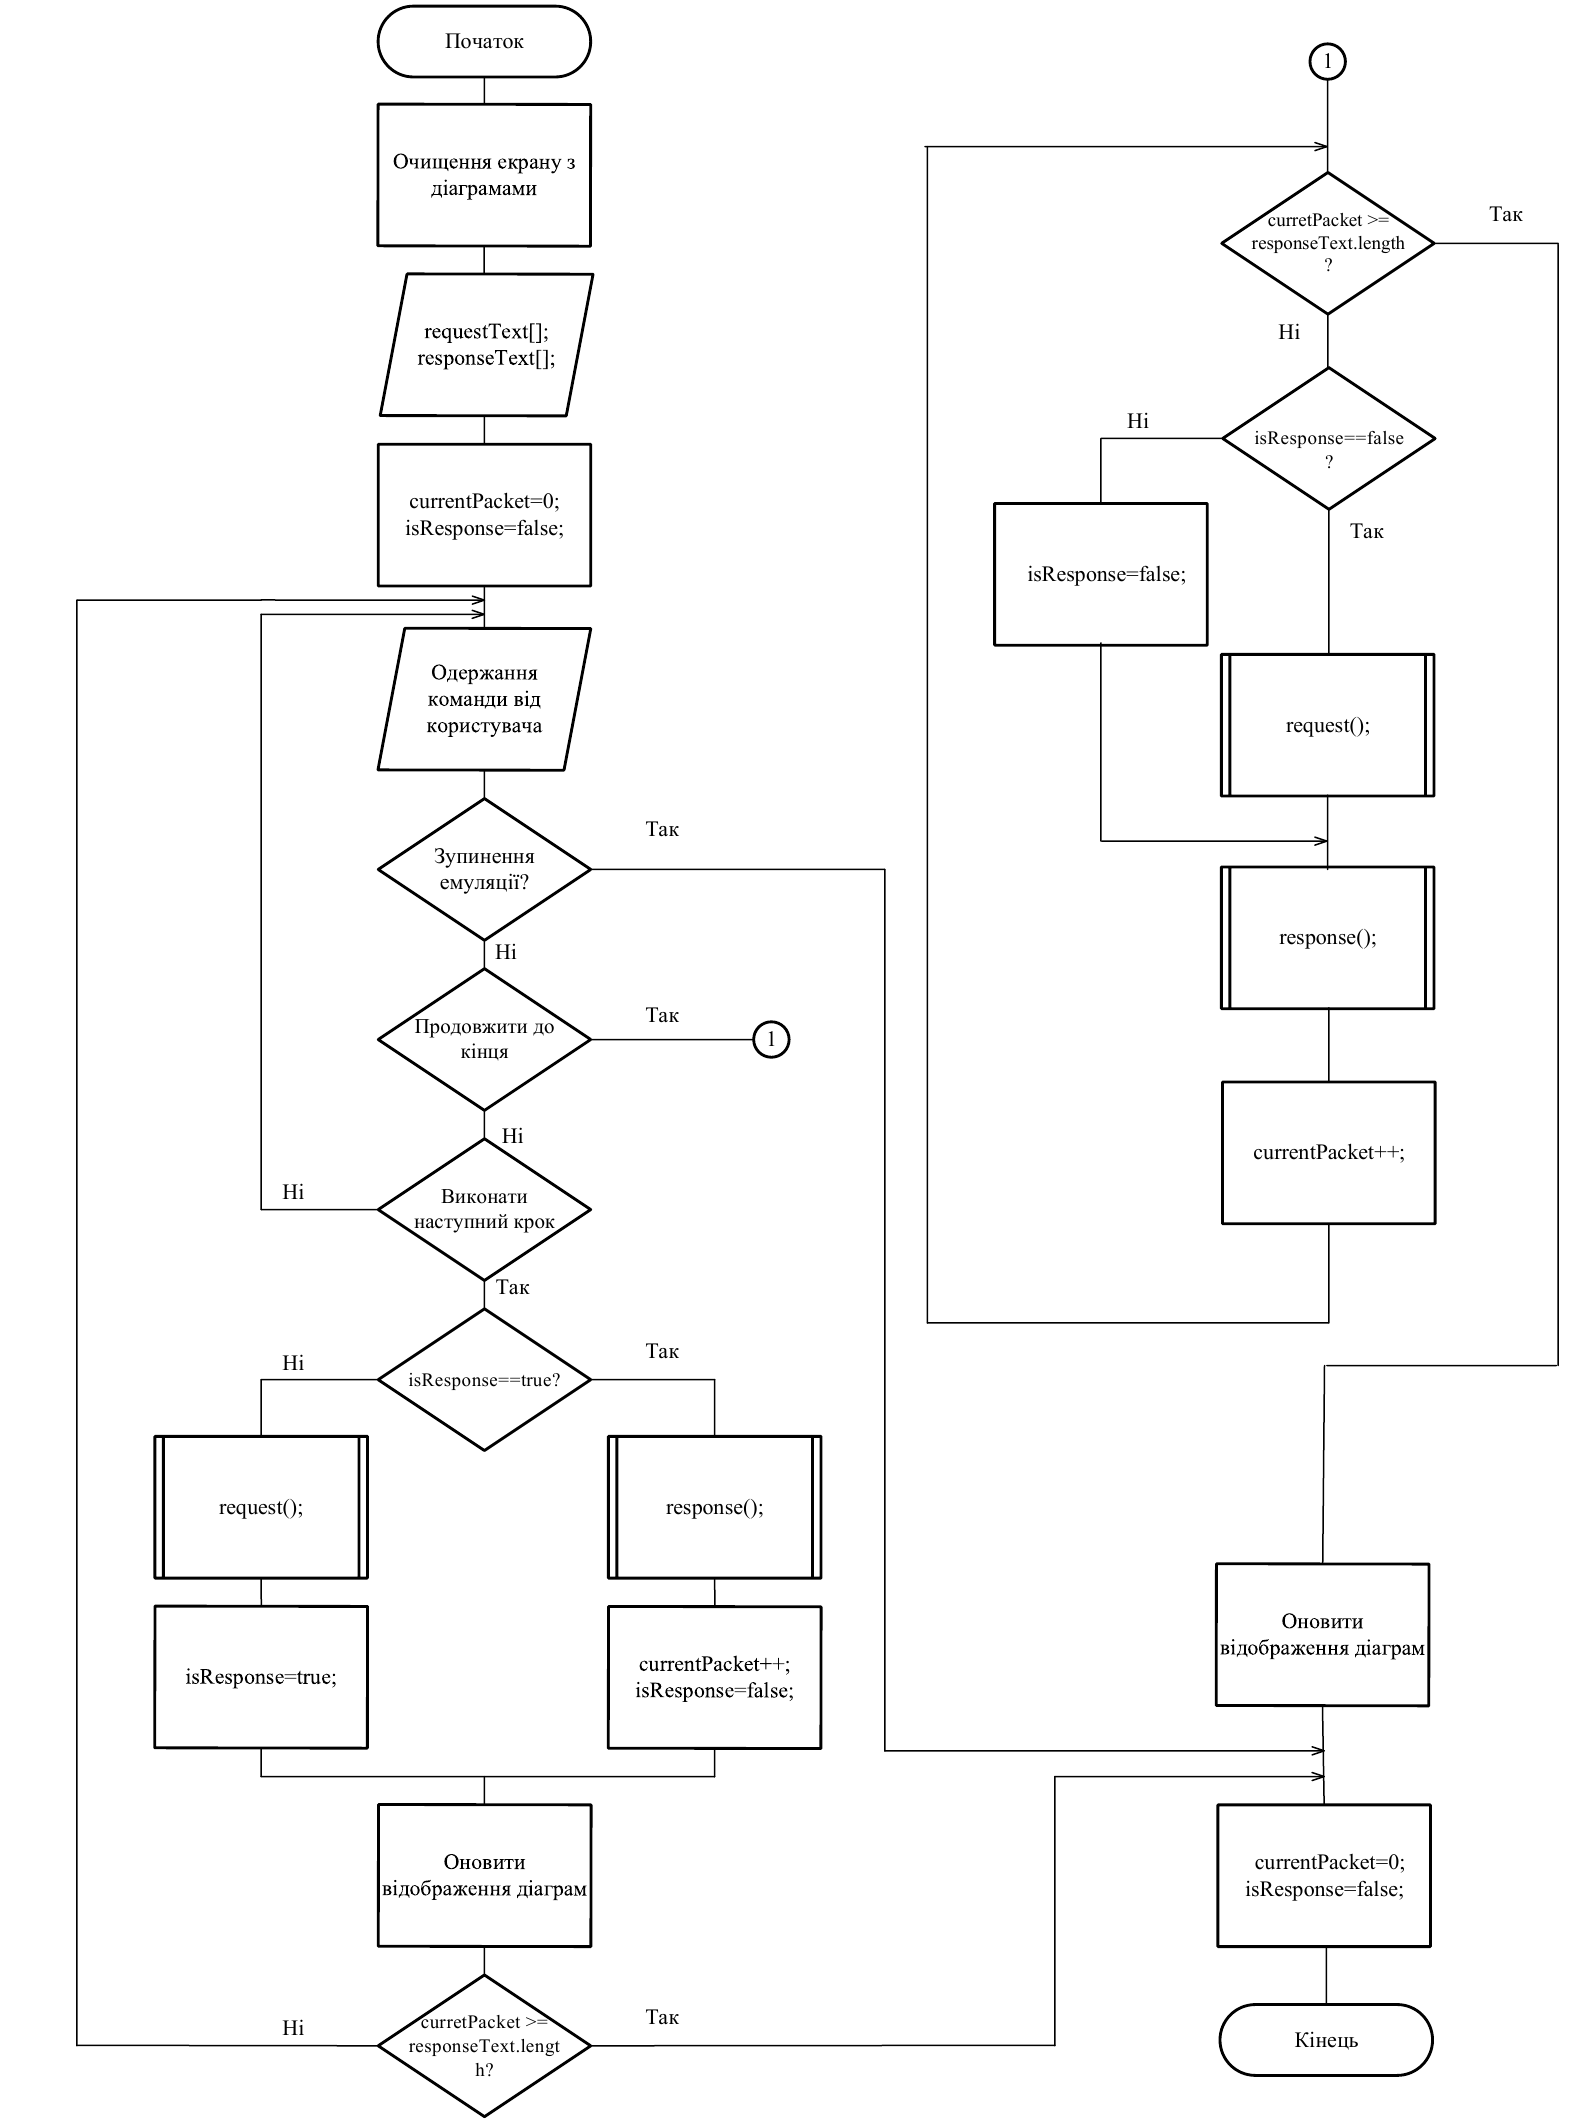 Початок
Очищення екрану з
діаграмами
requestText[];
responseText[];
currentPacket=0;
isResponse=false;
Одержання
команди від
користувача
Зупинення
емуляції?
Так
Ні
Продовжити до
кінця
Так
1
Ні
Виконати
наступний крок
Ні
Так
isResponse==true?
Ні
Так
request();
response();
isResponse=true;
currentPacket++;
isResponse=false;
Оновити
відображення діаграм
curretPacket >=
responseText.lengt
h?
Ні
Так
1
curretPacket >=
responseText.length
?
Так
Ні
isResponse==false
?
Ні
Так
isResponse=false;
request();
response();
currentPacket++;
Оновити
відображення діаграм
currentPacket=0;
isResponse=false;
Кінець